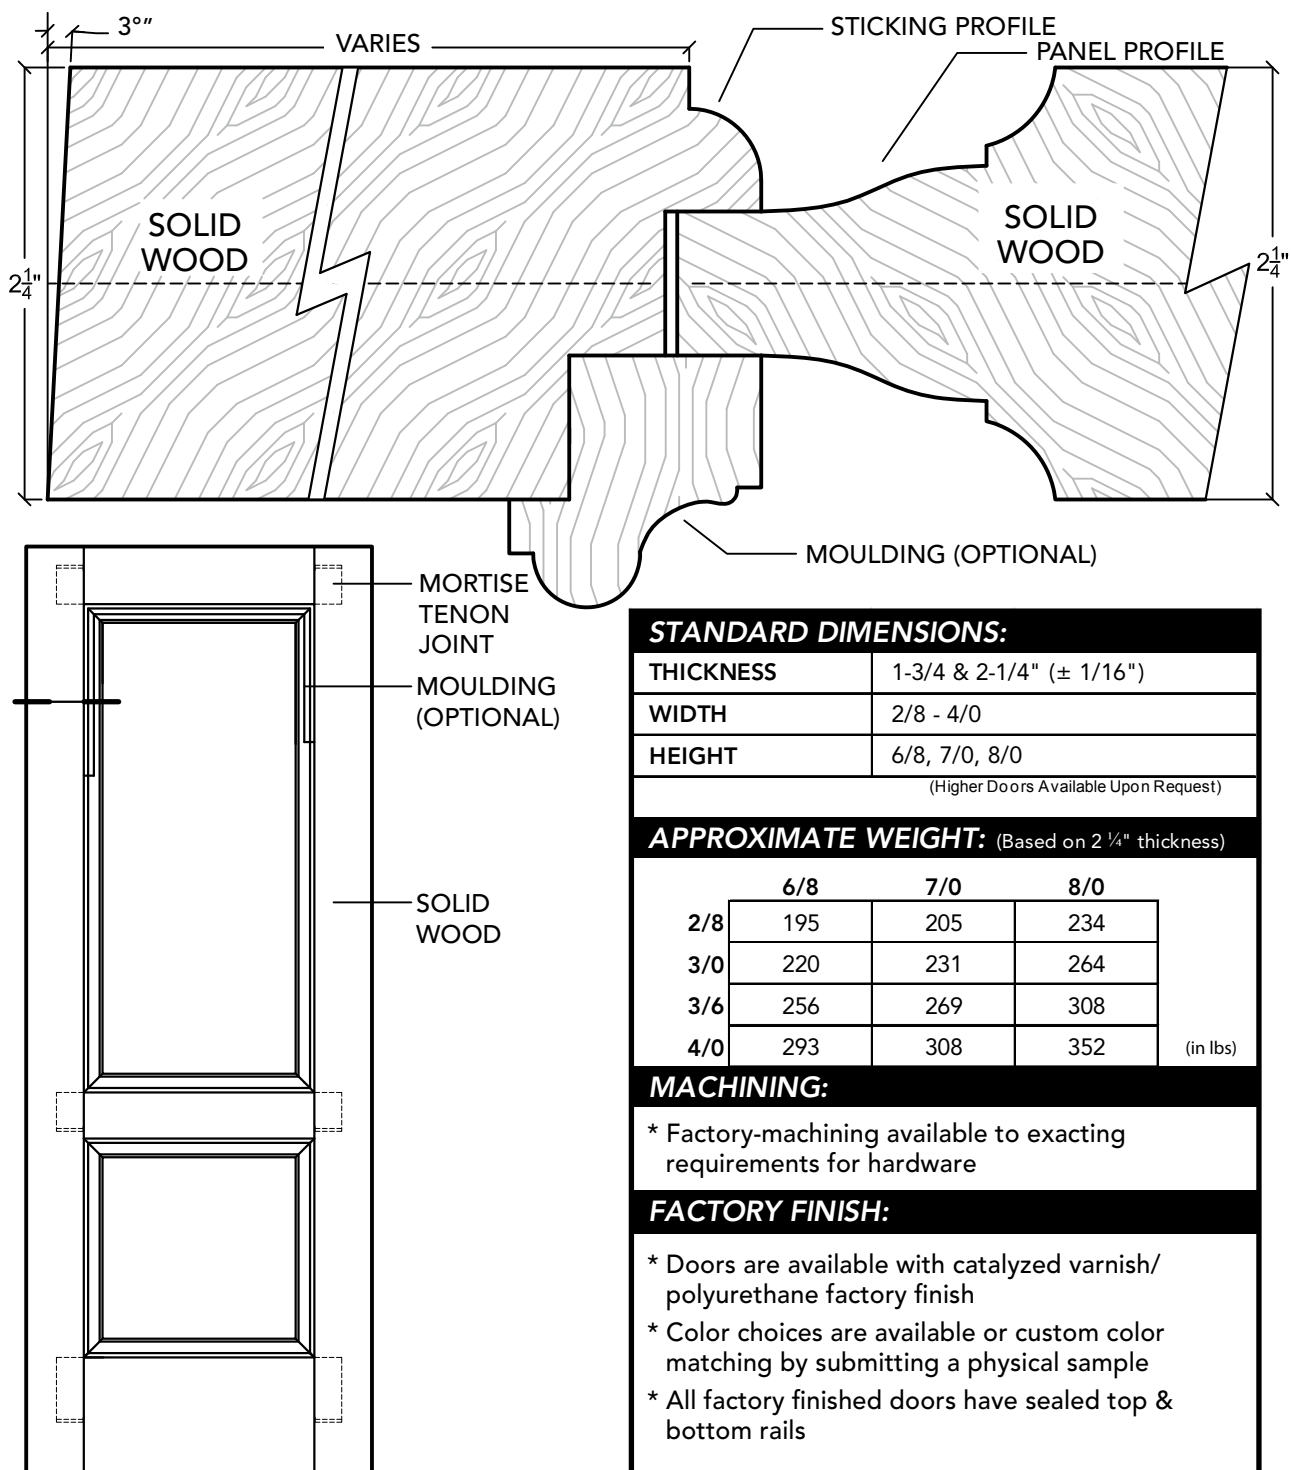 3°”
VARIES
STICKING PROFILE
PANEL PROFILE
SOLID
WOOD
SOLID
WOOD
2 1/4"
2 1/4"
MOULDING (OPTIONAL)
MORTISE
TENON
JOINT
MOULDING
(OPTIONAL)
SOLID
WOOD
STANDARD DIMENSIONS:
THICKNESS 1-3/4 & 2-1/4" (± 1/16")
WIDTH 2/8 - 4/0
HEIGHT 6/8, 7/0, 8/0
(Higher Doors Available Upon Request)
APPROXIMATE WEIGHT: (Based on 2 ¼" thickness)
6/8 7/0 8/0
2/8 195 205 234
3/0 220 231 264
3/6 256 269 308
4/0 293 308 352 (in lbs)
MACHINING:
* Factory-machining available to exacting
requirements for hardware
FACTORY FINISH:
* Doors are available with catalyzed varnish/
polyurethane factory finish
* Color choices are available or custom color
matching by submitting a physical sample
* All factory finished doors have sealed top &
bottom rails